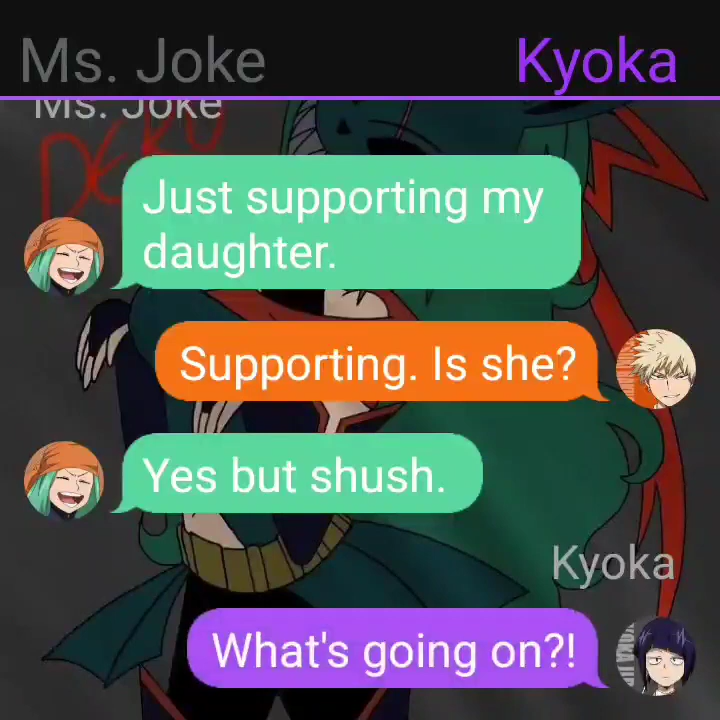 Ms. Joke
Kyoka
Ms. Joke
DEKU
Just supporting my
daughter.
Supporting. Is she?
Yes but shush.
Kyoka
What's going on?!